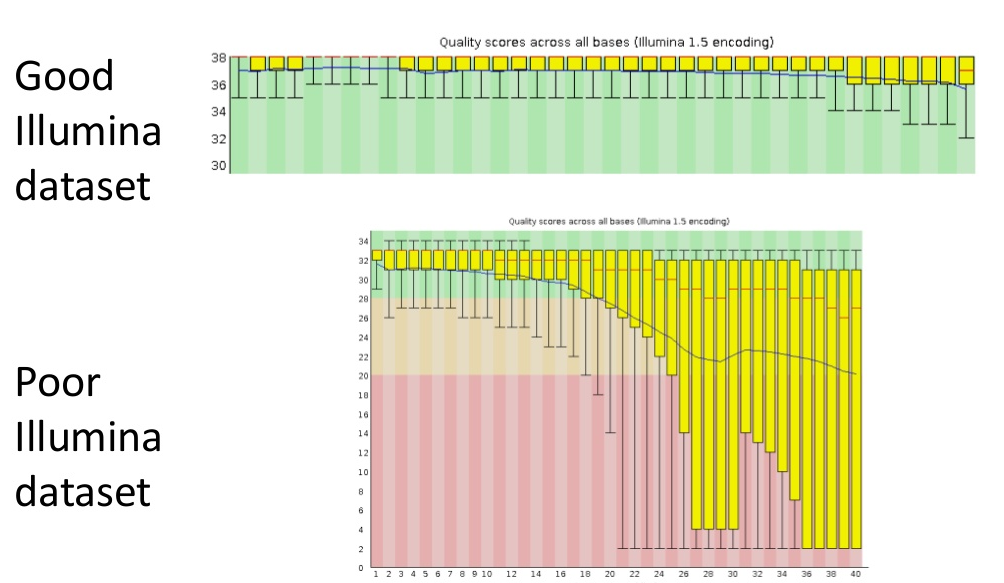 Good
Illumina
dataset
Quality scores across all bases (Illumina 1.5 encoding)
38
36
34
32
30
Poor
Illumina
dataset
Quality scores across all bases (Illumina 1.5 encoding)
34
32
30
28
26
24
22
20
18
16
14
12
10
8
6
4
2
0
1 2 3 4 5 6 7 8 9 10 12 14 16 18 20 22 24 26 28 30 32 34 36 38 40